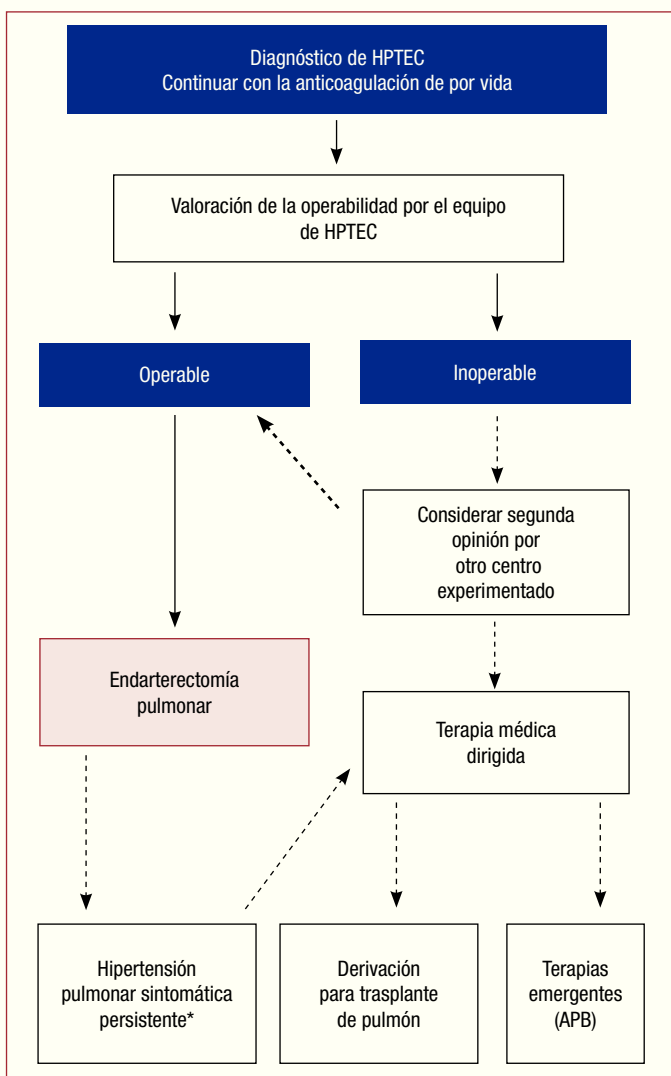 Diagnóstico de HPTEC
Continuar con la anticoagulación de por vida
Valoración de la operabilidad por el equipo
de HPTEC
Operable
Inoperable
Considerar segunda
opinión por
otro centro
experimentado
Endarterectomía
pulmonar
Terapia médica
dirigida
Hipertensión
pulmonar sintomática
persistente*
Derivación
para trasplante
de pulmón
Terapias
emergentes
(APB)